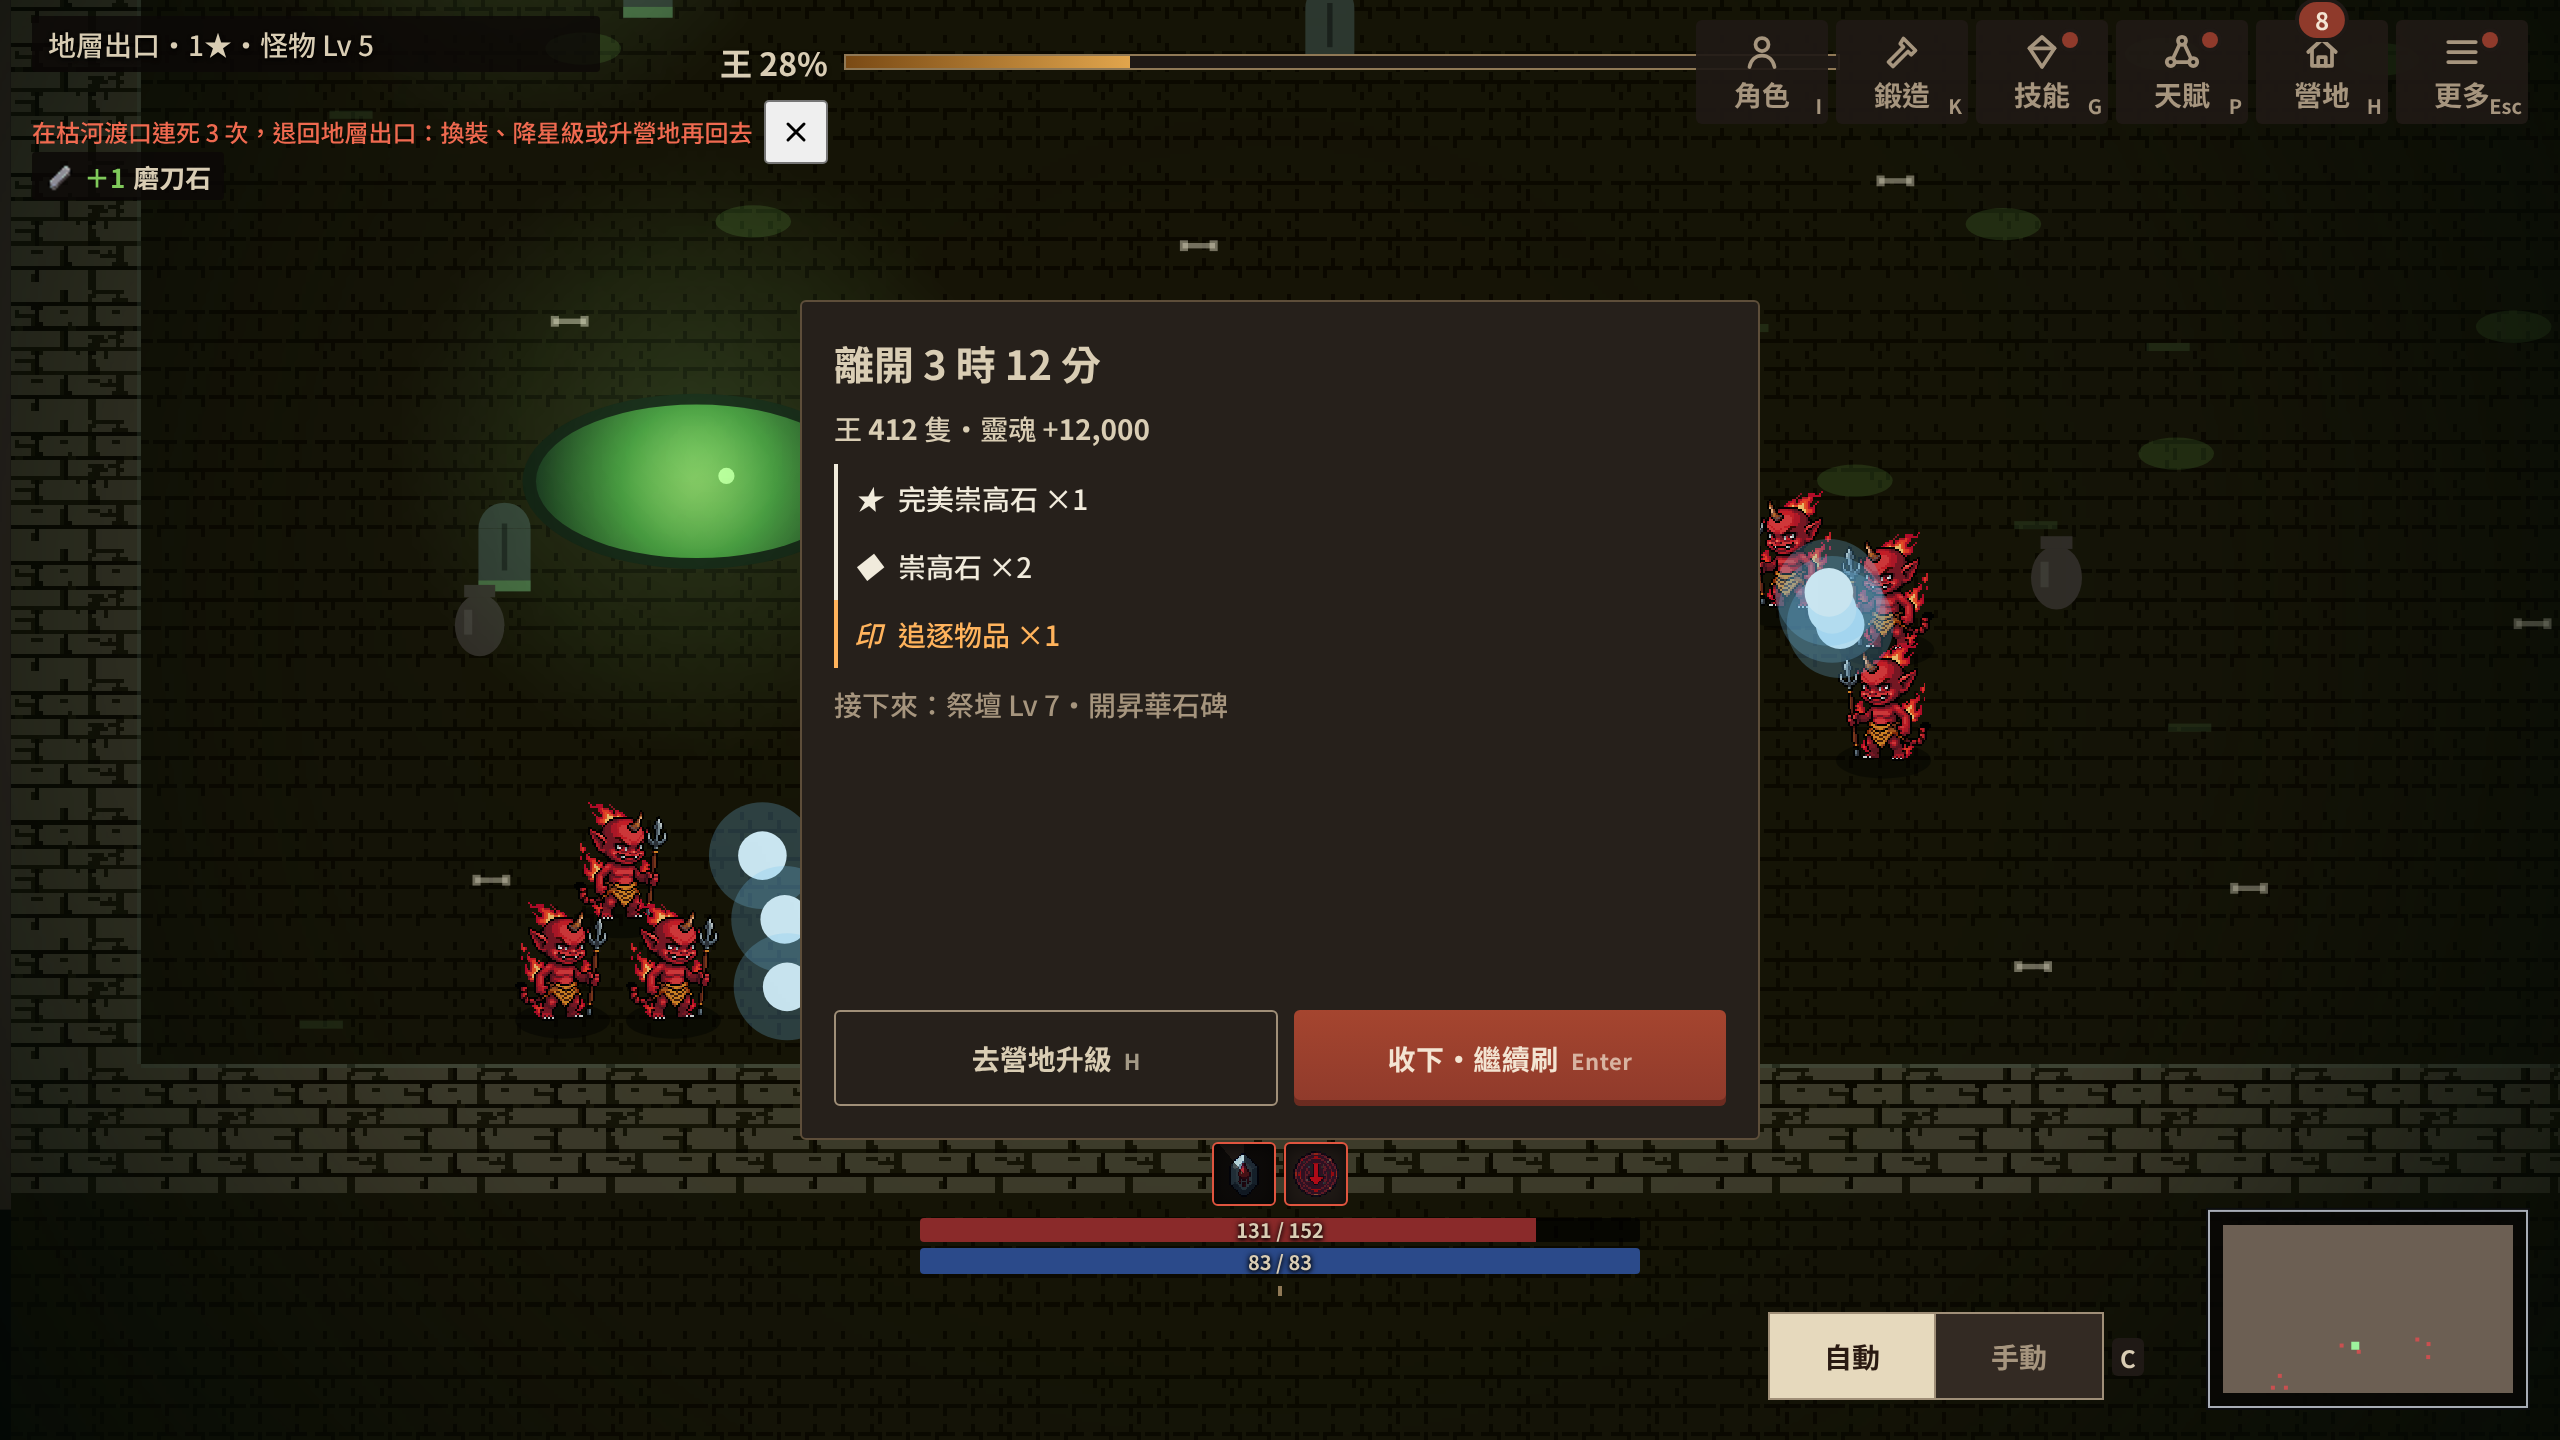 地層出口・1★・怪物 Lv 5
王 28%
角色 I
鍛造 K
技能 G
天賦 P
8
營地 H
更多 Esc
在枯河渡口連死 3 次，退回地層出口：換裝、降星級或升營地再回去
+1 磨刀石
離開 3 時 12 分
王 412 隻・靈魂 +12,000
★ 完美崇高石 ×1
◆ 崇高石 ×2
印 追逐物品 ×1
接下來：祭壇 Lv 7・開昇華石碑
去營地升級 H
收下・繼續刷 Enter
131 / 152
83 / 83
自動
手動
C